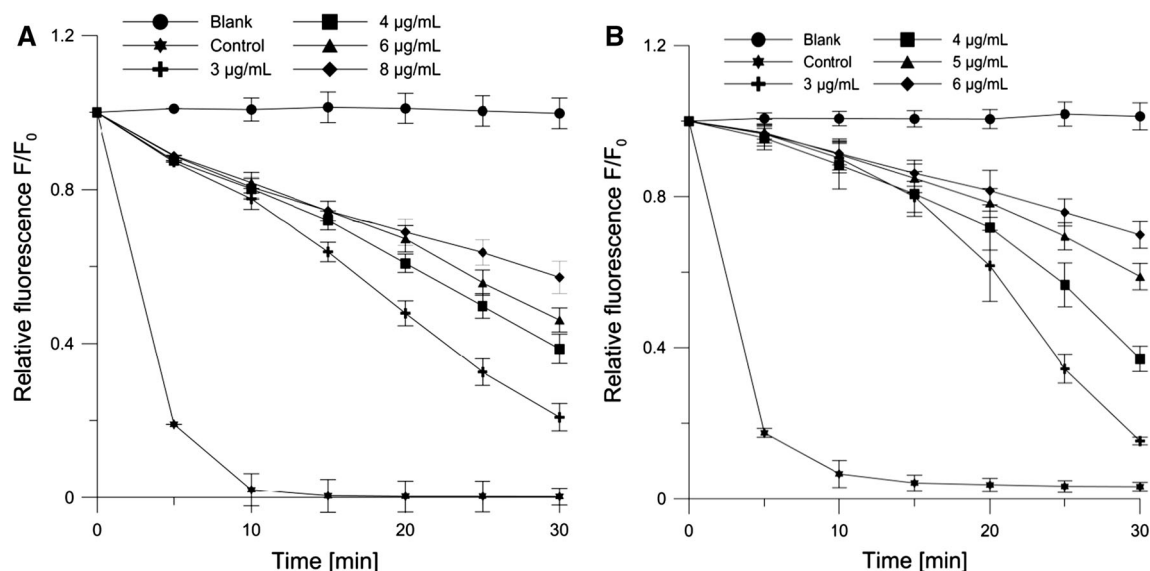 A
Blank
Control
3 µg/mL
4 µg/mL
6 µg/mL
8 µg/mL
1.2
0.8
0.4
0
Relative fluorescence F/F₀
0
10
20
30
Time [min]
B
Blank
Control
3 µg/mL
4 µg/mL
5 µg/mL
6 µg/mL
1.2
0.8
0.4
0
Relative fluorescence F/F₀
0
10
20
30
Time [min]